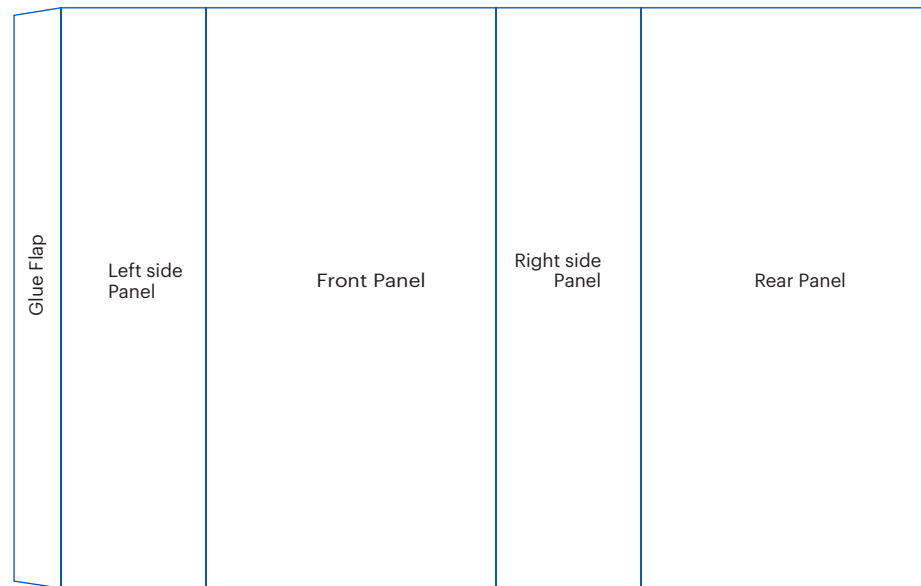 Glue Flap
Left side
Panel
Front Panel
Right side
Panel
Rear Panel